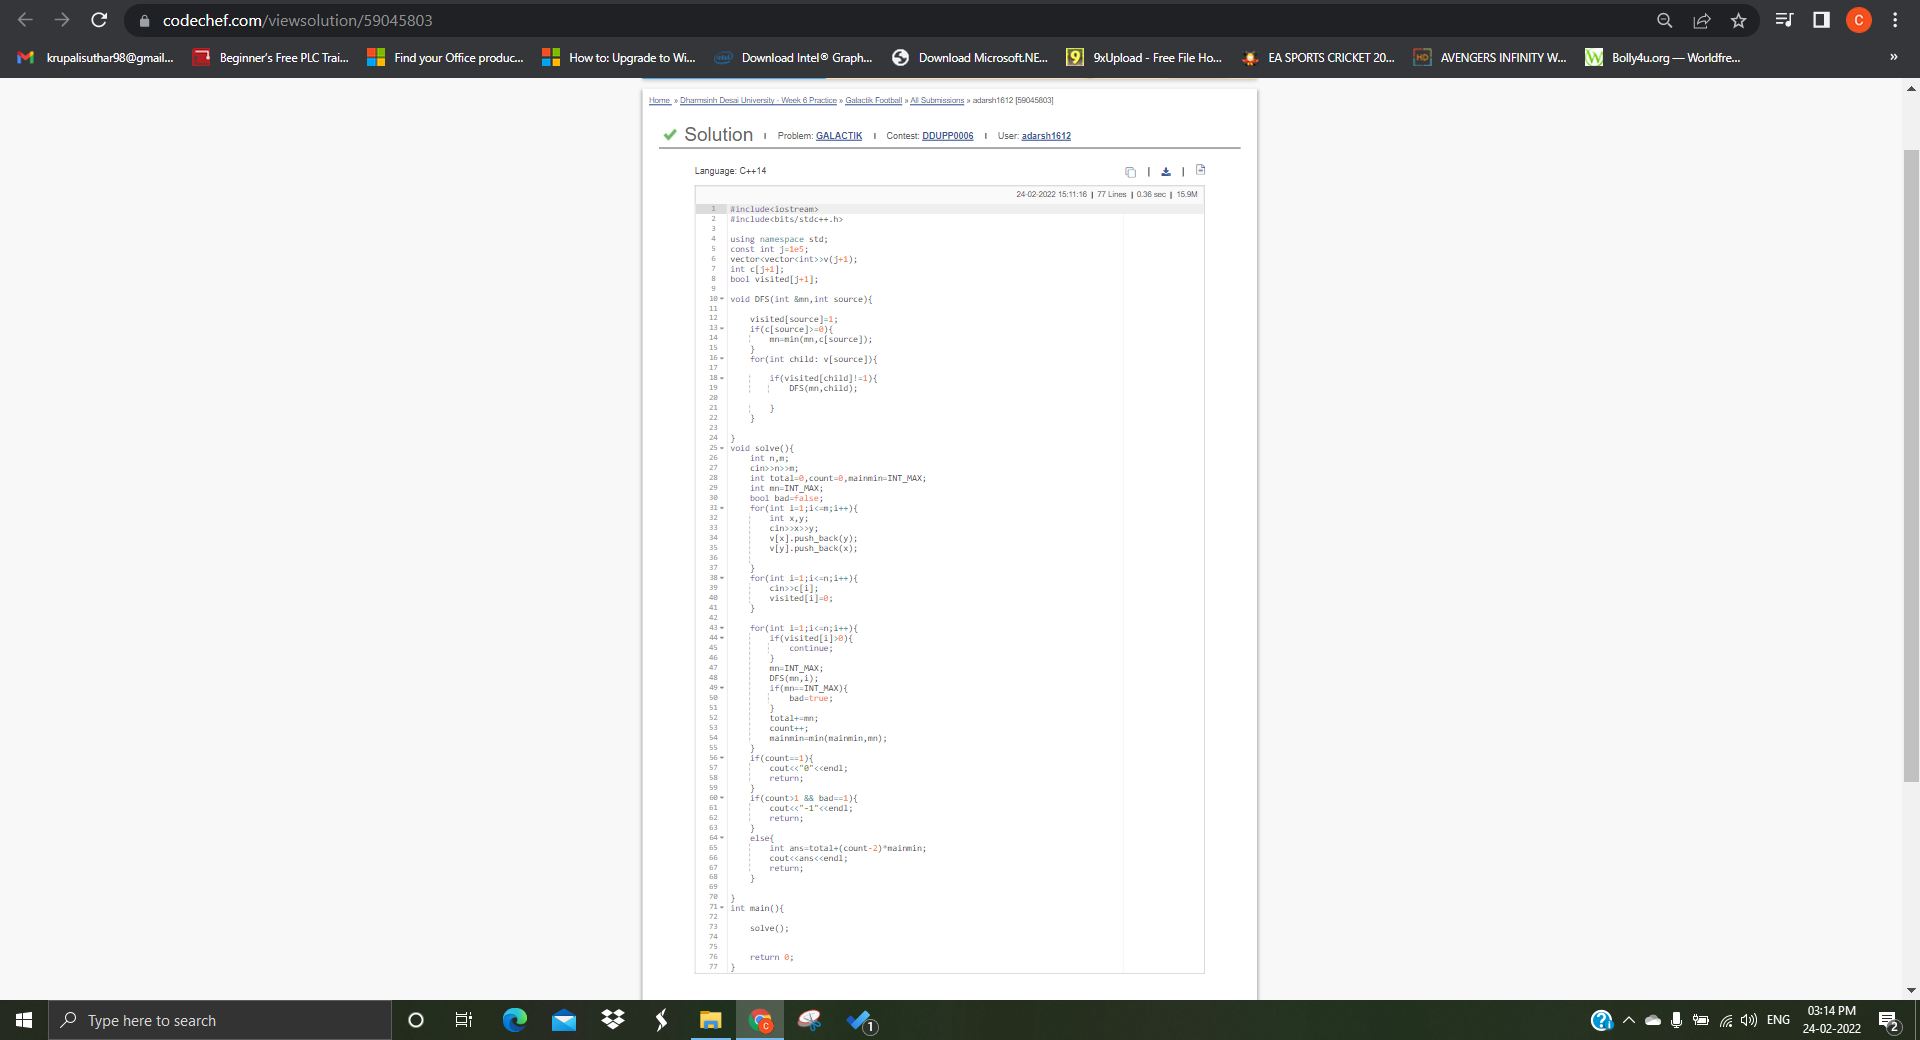 codechef.com/viewsolution/59045803
C
krupalisuthar98@gmail...
Beginner's Free PLC Trai...
Find your Office produc...
How to: Upgrade to Wi...
intel
Download Intel® Graph...
Download Microsoft.NE...
9
9xUpload - Free File Ho...
EA SPORTS CRICKET 20...
HD
AVENGERS INFINITY W...
W
Bolly4u.org — Worldfre...
»
Home » Dharmsinh Desai University - Week 6 Practice » Galactik Football » All Submissions » adarsh1612 [59045803]
Solution | Problem: GALACTIK | Contest: DDUPP0006 | User: adarsh1612
Language: C++14
24-02-2022 15:11:16 | 77 Lines | 0.36 sec | 15.9M
1 #include<iostream>
2 #include<bits/stdc++.h>
3
4 using namespace std;
5 const int j=1e5;
6 vector<vector<int>>v(j+1);
7 int c[j+1];
8 bool visited[j+1];
9
10 void DFS(int &mn,int source){
11
12 visited[source]=1;
13 if(c[source]>=0){
14 mn=min(mn,c[source]);
15 }
16 for(int child: v[source]){
17
18 if(visited[child]!=1){
19 DFS(mn,child);
20
21 }
22 }
23
24 }
25 void solve(){
26 int n,m;
27 cin>>n>>m;
28 int total=0,count=0,mainmin=INT_MAX;
29 int mn=INT_MAX;
30 bool bad=false;
31 for(int i=1;i<=m;i++){
32 int x,y;
33 cin>>x>>y;
34 v[x].push_back(y);
35 v[y].push_back(x);
36
37 }
38 for(int i=1;i<=n;i++){
39 cin>>c[i];
40 visited[i]=0;
41 }
42
43 for(int i=1;i<=n;i++){
44 if(visited[i]>0){
45 continue;
46 }
47 mn=INT_MAX;
48 DFS(mn,i);
49 if(mn==INT_MAX){
50 bad=true;
51 }
52 total+=mn;
53 count++;
54 mainmin=min(mainmin,mn);
55 }
56 if(count==1){
57 cout<<"0"<<endl;
58 return;
59 }
60 if(count>1 && bad==1){
61 cout<<"-1"<<endl;
62 return;
63 }
64 else{
65 int ans=total+(count-2)*mainmin;
66 cout<<ans<<endl;
67 return;
68 }
69
70 }
71 int main(){
72
73 solve();
74
75
76 return 0;
77 }
Type here to search
C
1
ENG
03:14 PM
24-02-2022
2